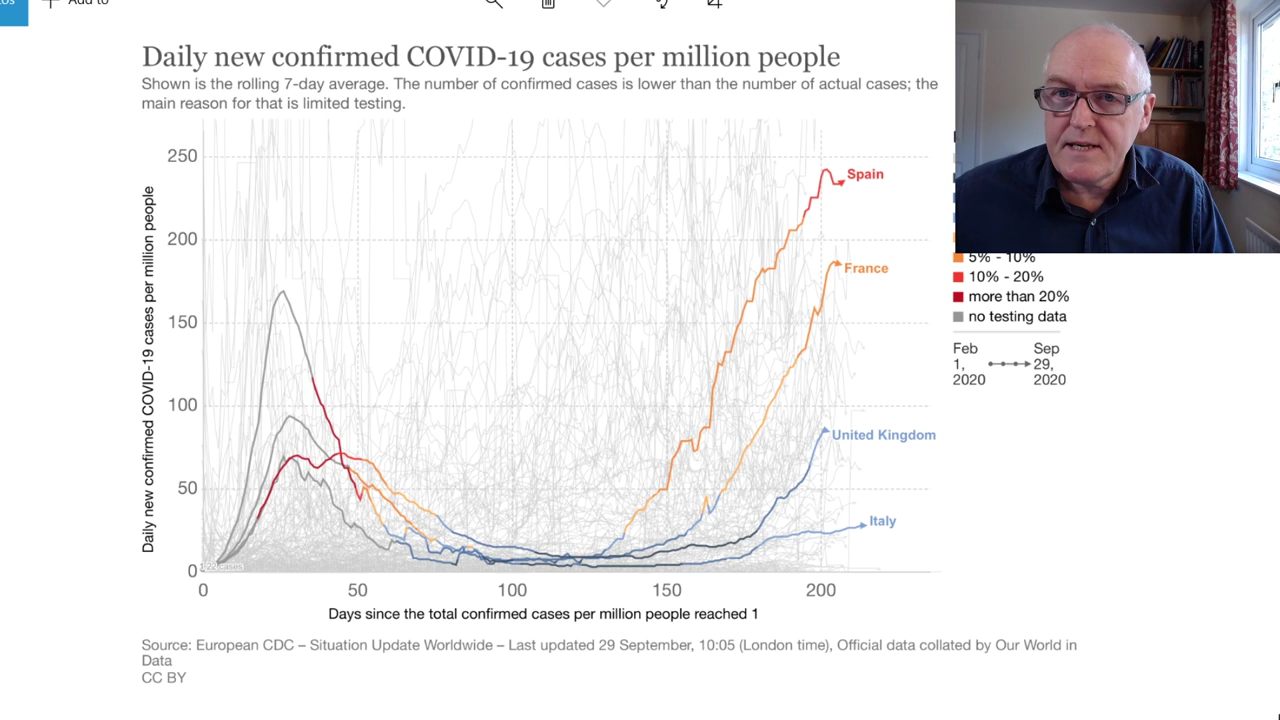 Add to
Daily new confirmed COVID-19 cases per million people
Shown is the rolling 7-day average. The number of confirmed cases is lower than the number of actual cases; the
main reason for that is limited testing.
Daily new confirmed COVID-19 cases per million people
250
200
150
100
50
0
Spain
France
United Kingdom
Italy
5% - 10%
10% - 20%
more than 20%
no testing data
Feb
1,
2020
Sep
29,
2020
0
50
100
150
200
Days since the total confirmed cases per million people reached 1
Source: European CDC – Situation Update Worldwide – Last updated 29 September, 10:05 (London time), Official data collated by Our World in
Data
CC BY